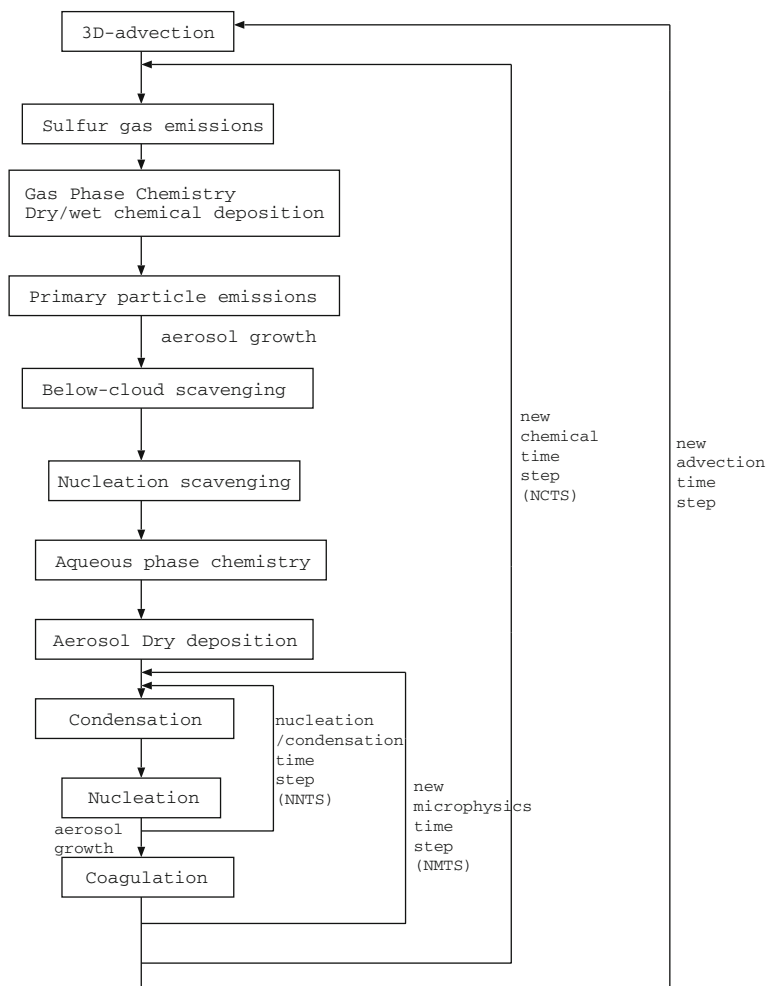 3D-advection
Sulfur gas emissions
Gas Phase Chemistry
Dry/wet chemical deposition
Primary particle emissions
aerosol growth
Below-cloud scavenging
Nucleation scavenging
Aqueous phase chemistry
Aerosol Dry deposition
Condensation
Nucleation
aerosol
growth
Coagulation
nucleation
/condensation
time
step
(NNTS)
new
microphysics
time
step
(NMTS)
new
chemical
time
step
(NCTS)
new
advection
time
step